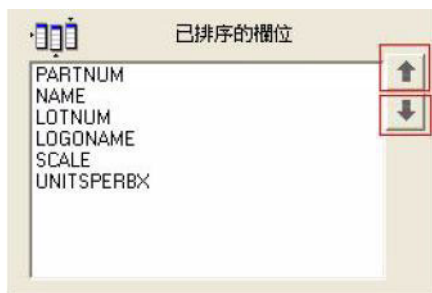 已排序的欄位
PARTNUM
NAME
LOTNUM
LOGONAME
SCALE
UNITSPERBX